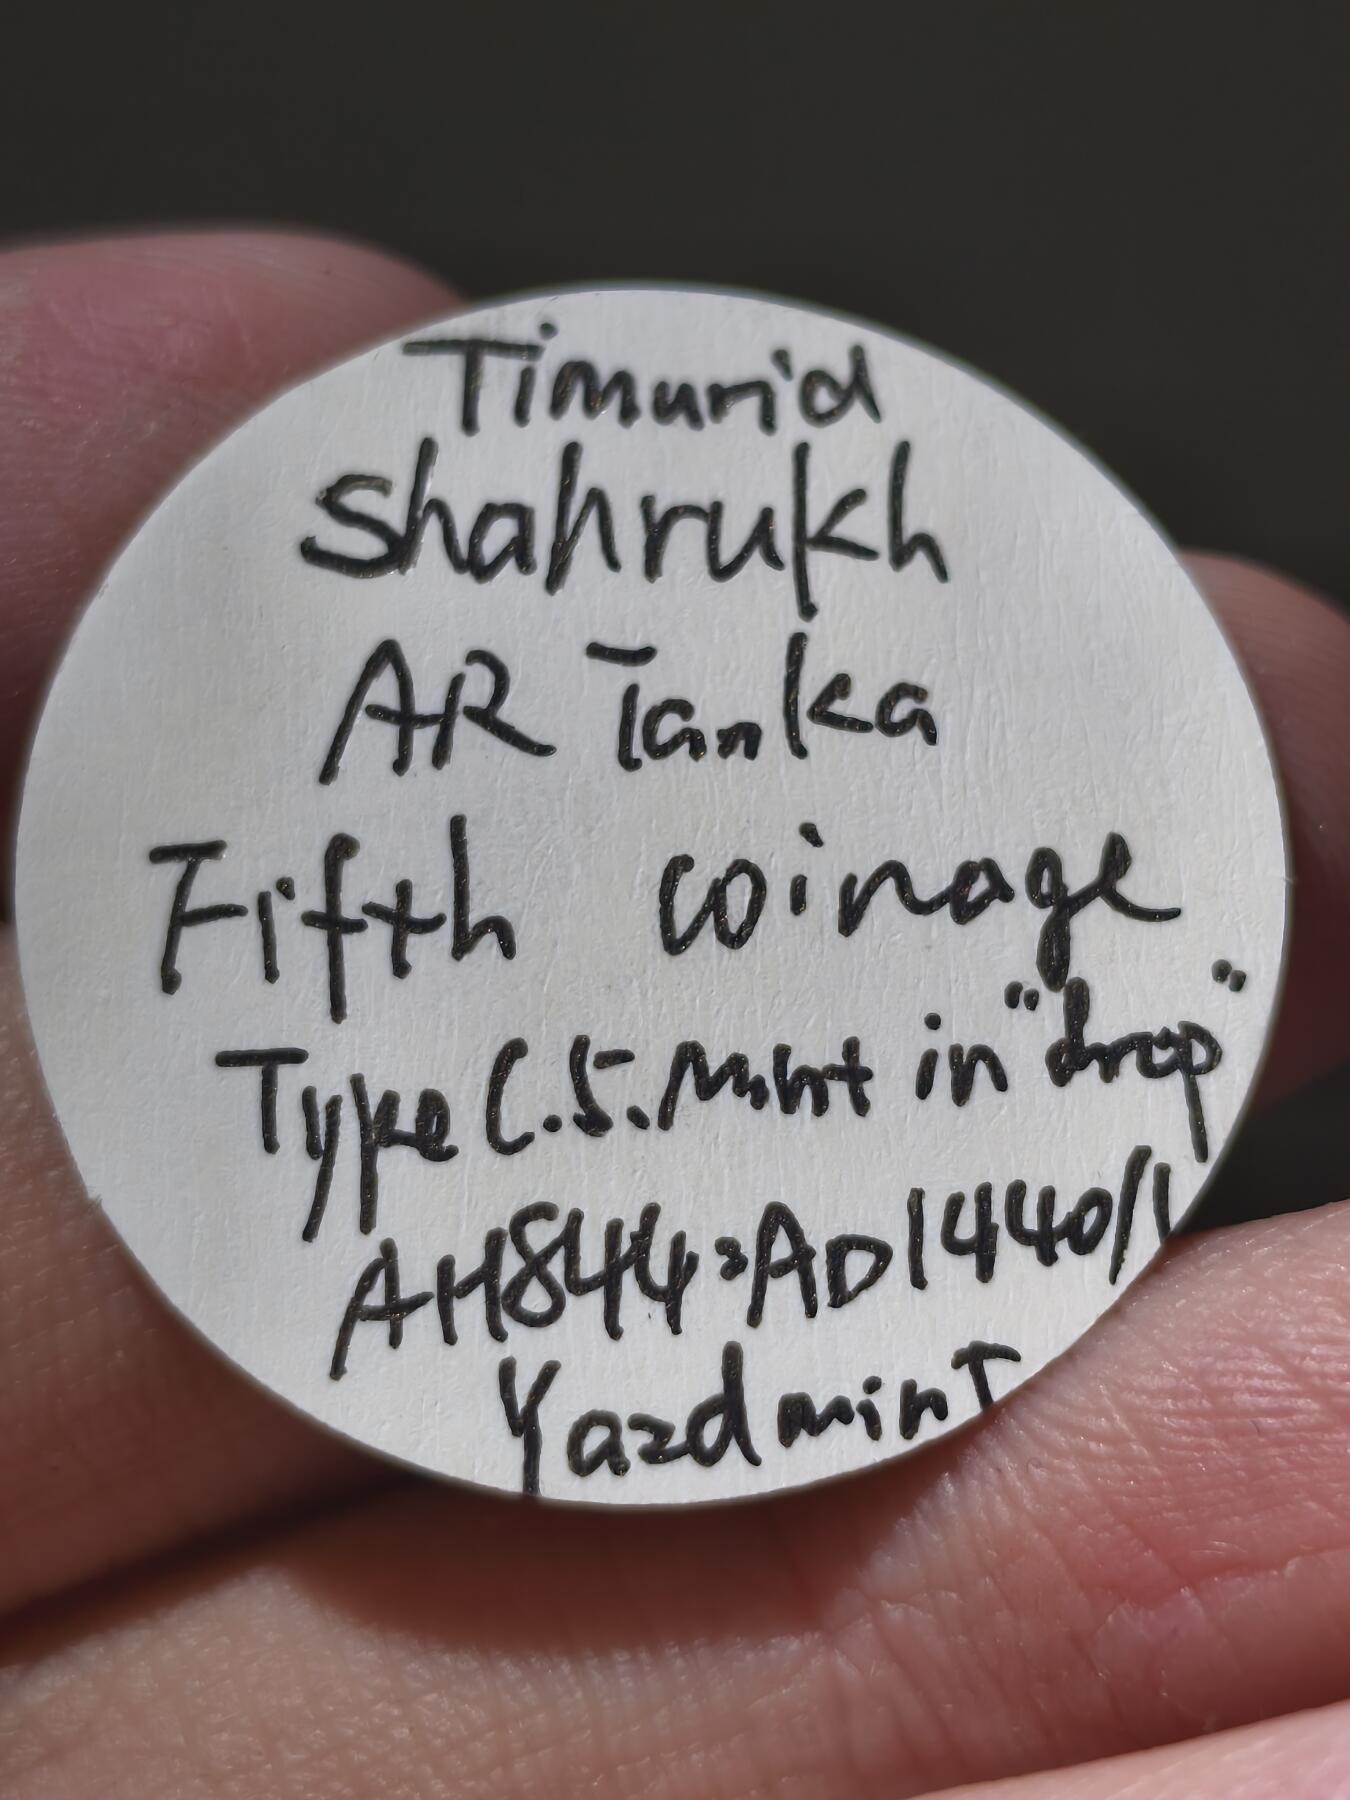 Timurid
Shahrukh
AR Tanka
Fifth coinage
Type C.5. Mint in "drop"
AH844=AD1440/1
Yazd mint